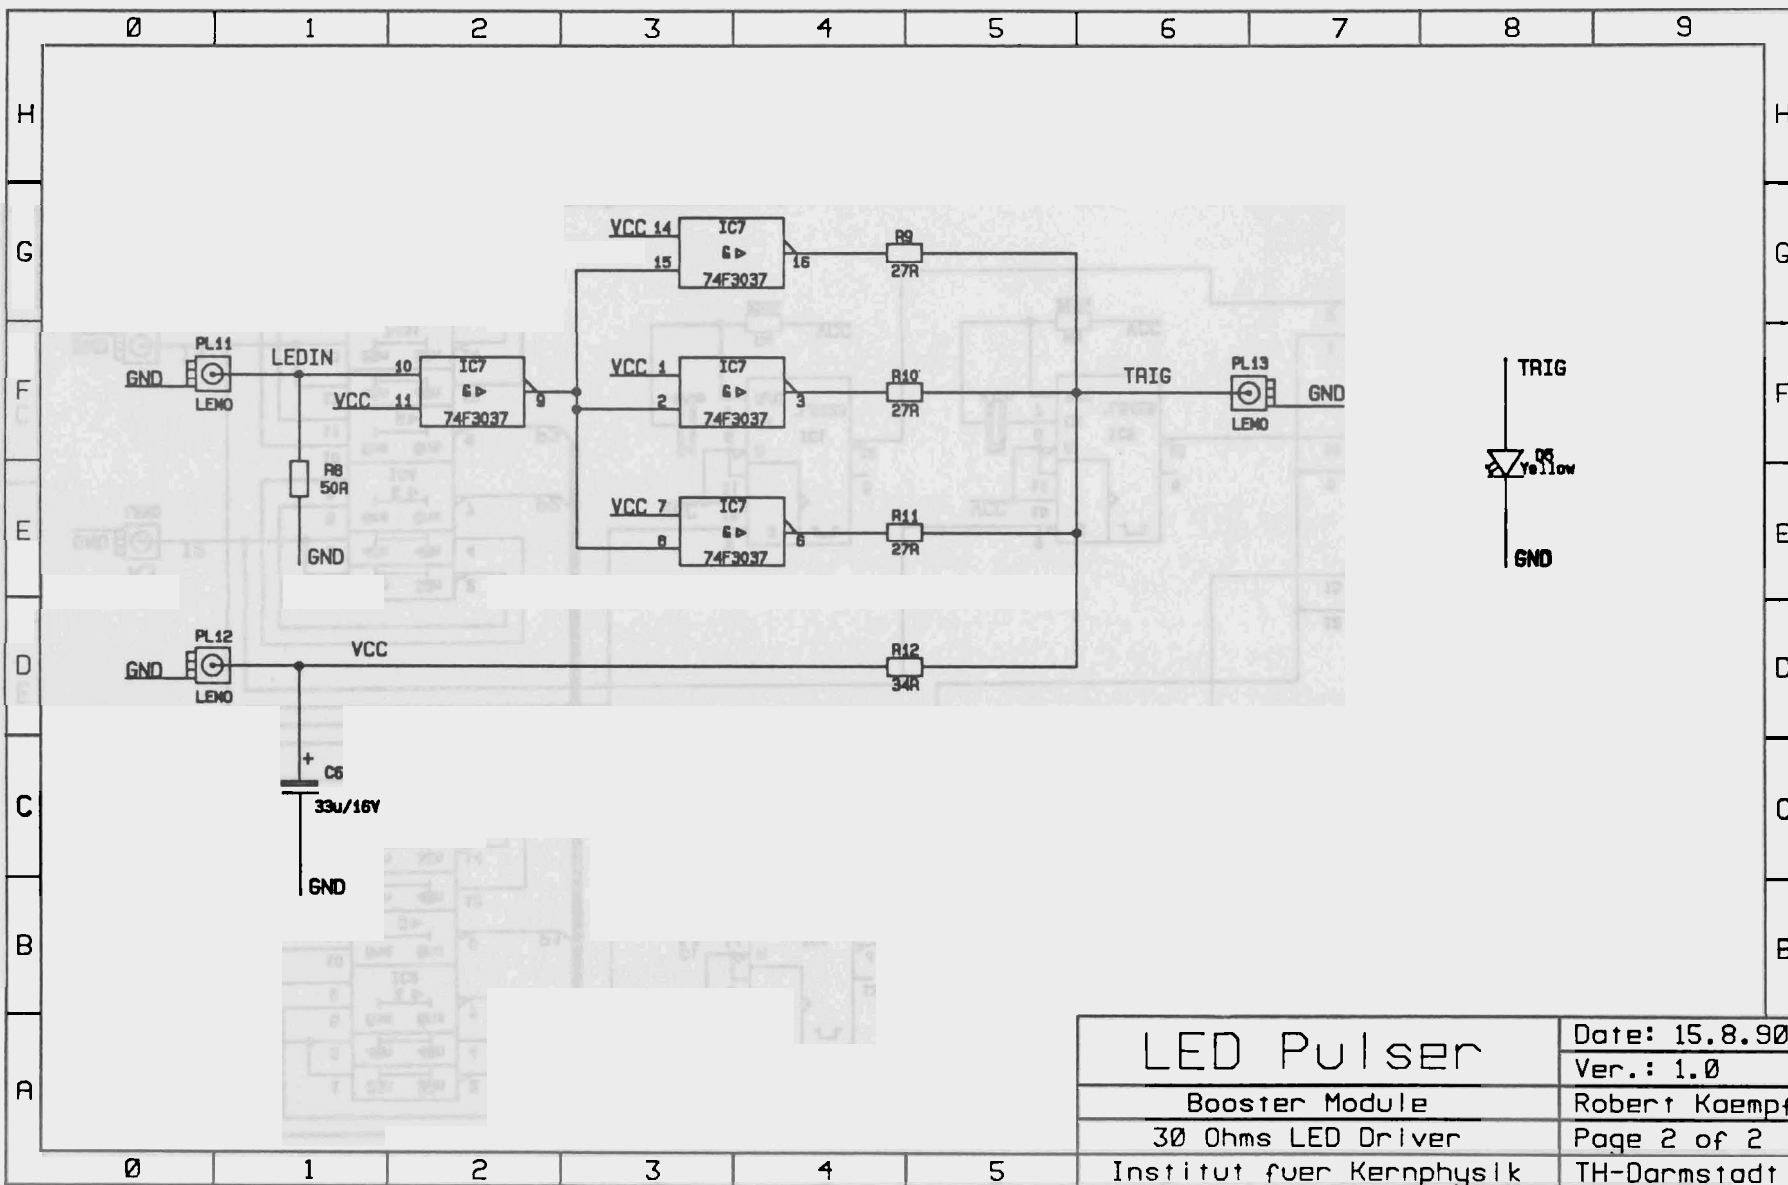 0 1 2 3 4 5 6 7 8 9
H H
G G
F F
E E
D D
C C
B B
A
VCC 14 IC7
15 & 16
74F3037
R9
27R
PL11
GND
LEMO
LEDIN
10 IC7
VCC 11 & 9
74F3037
VCC 1 IC7
2 & 3
74F3037
R10
27R
TRIG
PL13
GND
LEMO
TRIG
D5
Yellow
GND
R8
50R
GND
VCC 7 IC7
8 & 6
74F3037
R11
27R
PL12
GND
LEMO
VCC
R12
34R
+
C6
33u/16V
GND
LED Pulser
Booster Module
30 Ohms LED Driver
Institut fuer Kernphysik
Date: 15.8.90
Ver.: 1.0
Robert Kaempf
Page 2 of 2
TH-Darmstadt
0 1 2 3 4 5